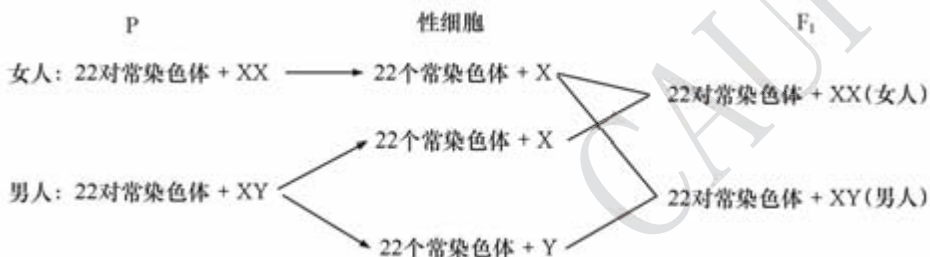 P 性细胞 F₁
女人：22对常染色体 + XX 22个常染色体 + X
22对常染色体 + XX(女人)
22个常染色体 + X
男人：22对常染色体 + XY
22对常染色体 + XY(男人)
22个常染色体 + Y
CAUP